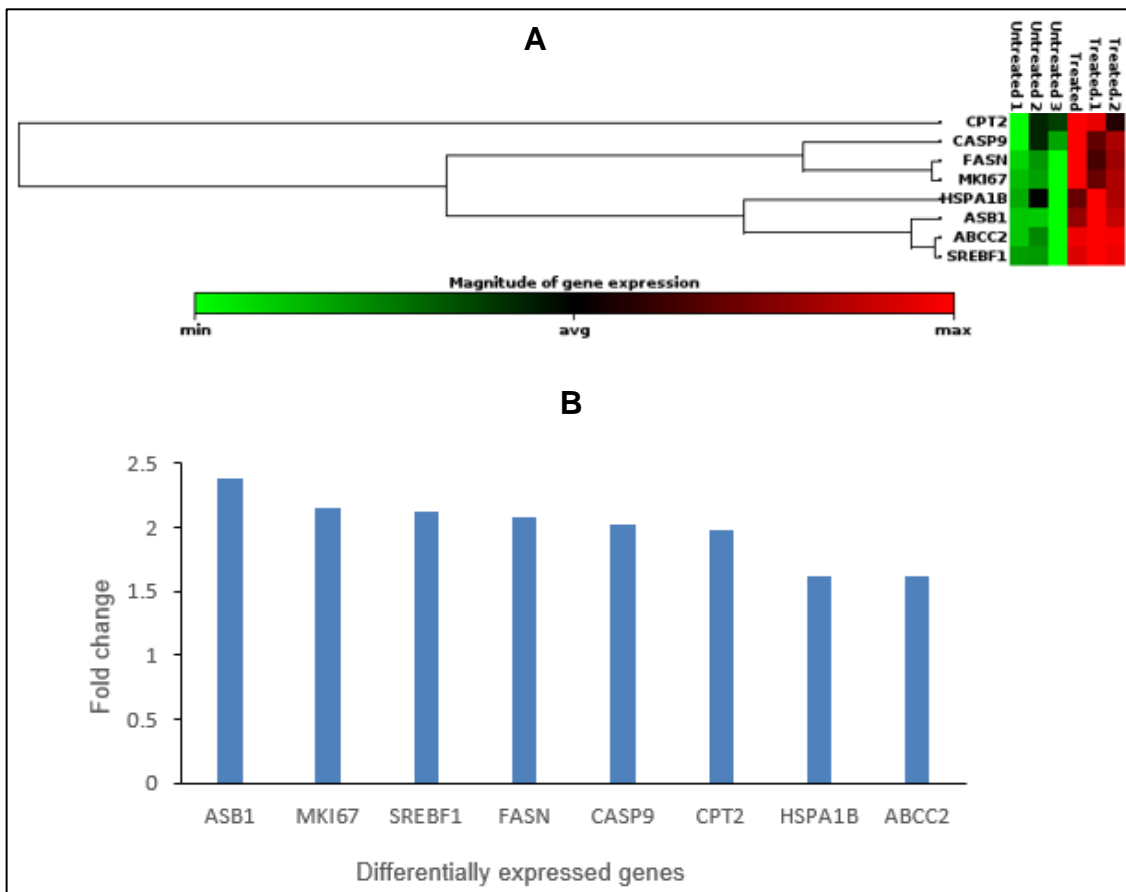 A
Untreated 1
Untreated 2
Untreated 3
Treated
Treated.1
Treated.2
CPT2
CASP9
FASN
MKI67
HSPA1B
ASB1
ABCC2
SREBF1
Magnitude of gene expression
min avg max
B
2.5
2
1.5
1
0.5
0
Fold change
ASB1 MKI67 SREBF1 FASN CASP9 CPT2 HSPA1B ABCC2
Differentially expressed genes